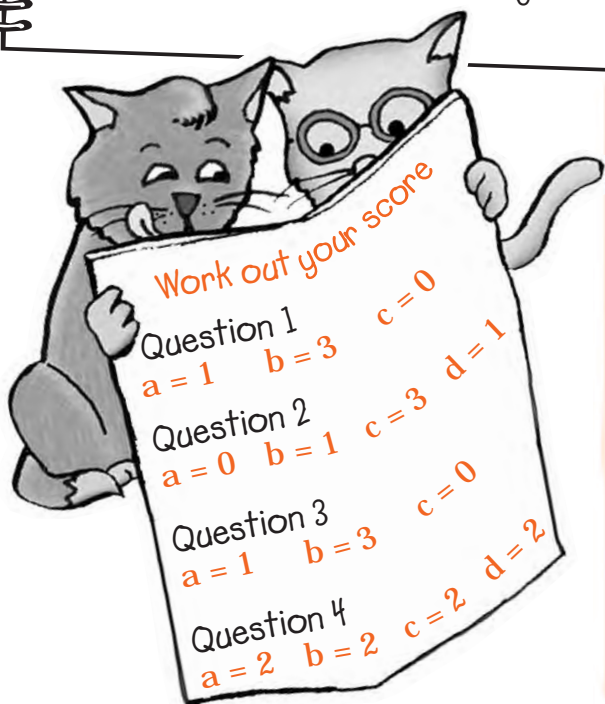 Work out your score
Question 1
a = 1 b = 3 c = 0
Question 2
a = 0 b = 1 c = 3 d = 1
Question 3
a = 1 b = 3 c = 0
Question 4
a = 2 b = 2 c = 2 d = 2